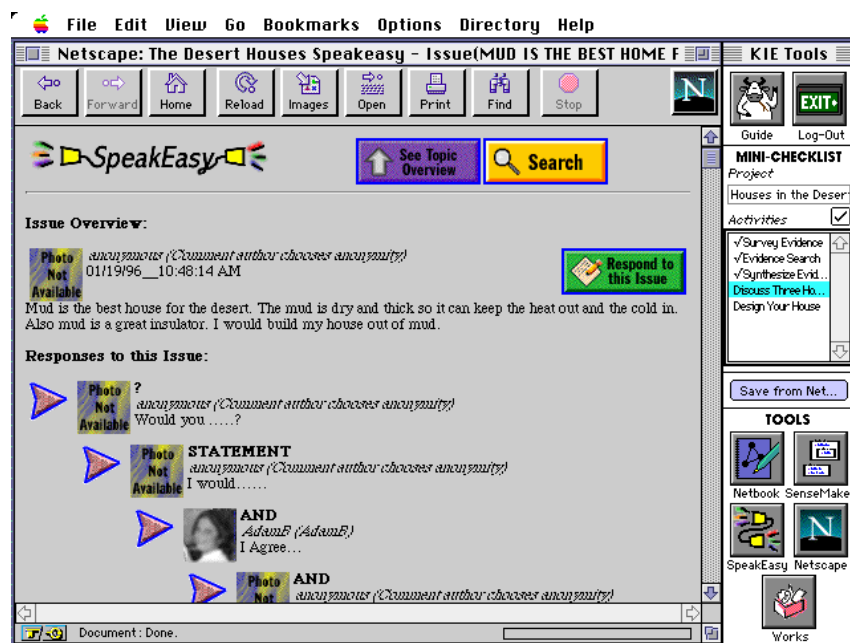 File Edit View Go Bookmarks Options Directory Help
Netscape: The Desert Houses Speakeasy – Issue(MUD IS THE BEST HOME F
KIE Tools
Back Forward Home Reload Images Open Print Find Stop
N
Guide Log-Out
EXIT
SpeakEasy
See Topic
Overview
Search
MINI-CHECKLIST
Project
Houses in the Deser
Activities
√Survey Evidence
√Evidence Search
√Synthesize Evid...
Discuss Three Ho...
Design Your House
Issue Overview:
Photo
Not
Available
anonymous (Comment author chooses anonymity)
01/19/96__10:48:14 AM
Respond to
this Issue
Mud is the best house for the desert. The mud is dry and thick so it can keep the heat out and the cold in.
Also mud is a great insulator. I would build my house out of mud.
Responses to this Issue:
Photo
Not
Available
?
anonymous (Comment author chooses anonymity)
Would you .....?
Photo
Not
Available
STATEMENT
anonymous (Comment author chooses anonymity)
I would......
AND
AdamF (AdamF)
I Agree...
Photo
Not
AND
anonymous (Comment author chooses anonymity)
Save from Net...
TOOLS
Netbook SenseMake
N
SpeakEasy Netscape
Works
Document: Done.